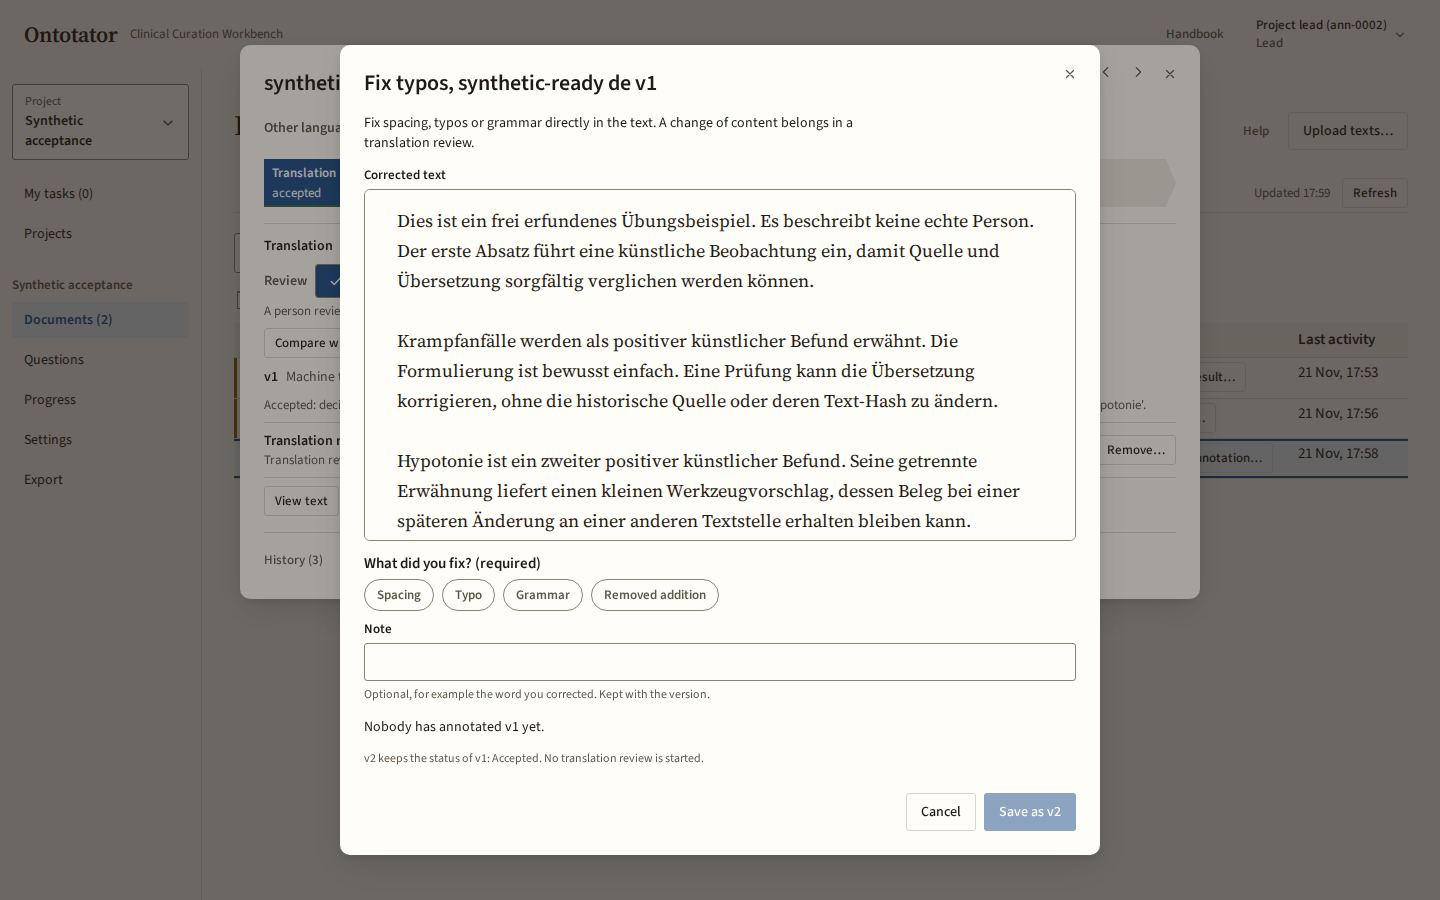 Ontotator
Clinical Curation Workbench
Handbook
Project lead (ann-0002)
Lead
Project
Synthetic
acceptance
My tasks (0)
Projects
Synthetic acceptance
Documents (2)
Questions
Progress
Settings
Export
Help
Upload texts…
Updated 17:59
Refresh
Last activity
21 Nov, 17:53
21 Nov, 17:56
21 Nov, 17:58
Other
Translation
accepted
Translation
Review
A person
Compare
v1 Machine
Accepted:
Translation
Translation
Remove…
View text
History (3)
Fix typos, synthetic-ready de v1
Fix spacing, typos or grammar directly in the text. A change of content belongs in a
translation review.
Corrected text
Dies ist ein frei erfundenes Übungsbeispiel. Es beschreibt keine echte Person.
Der erste Absatz führt eine künstliche Beobachtung ein, damit Quelle und
Übersetzung sorgfältig verglichen werden können.
Krampfanfälle werden als positiver künstlicher Befund erwähnt. Die
Formulierung ist bewusst einfach. Eine Prüfung kann die Übersetzung
korrigieren, ohne die historische Quelle oder deren Text-Hash zu ändern.
Hypotonie ist ein zweiter positiver künstlicher Befund. Seine getrennte
Erwähnung liefert einen kleinen Werkzeugvorschlag, dessen Beleg bei einer
späteren Änderung an einer anderen Textstelle erhalten bleiben kann.
What did you fix? (required)
Spacing
Typo
Grammar
Removed addition
Note
Optional, for example the word you corrected. Kept with the version.
Nobody has annotated v1 yet.
v2 keeps the status of v1: Accepted. No translation review is started.
Cancel
Save as v2